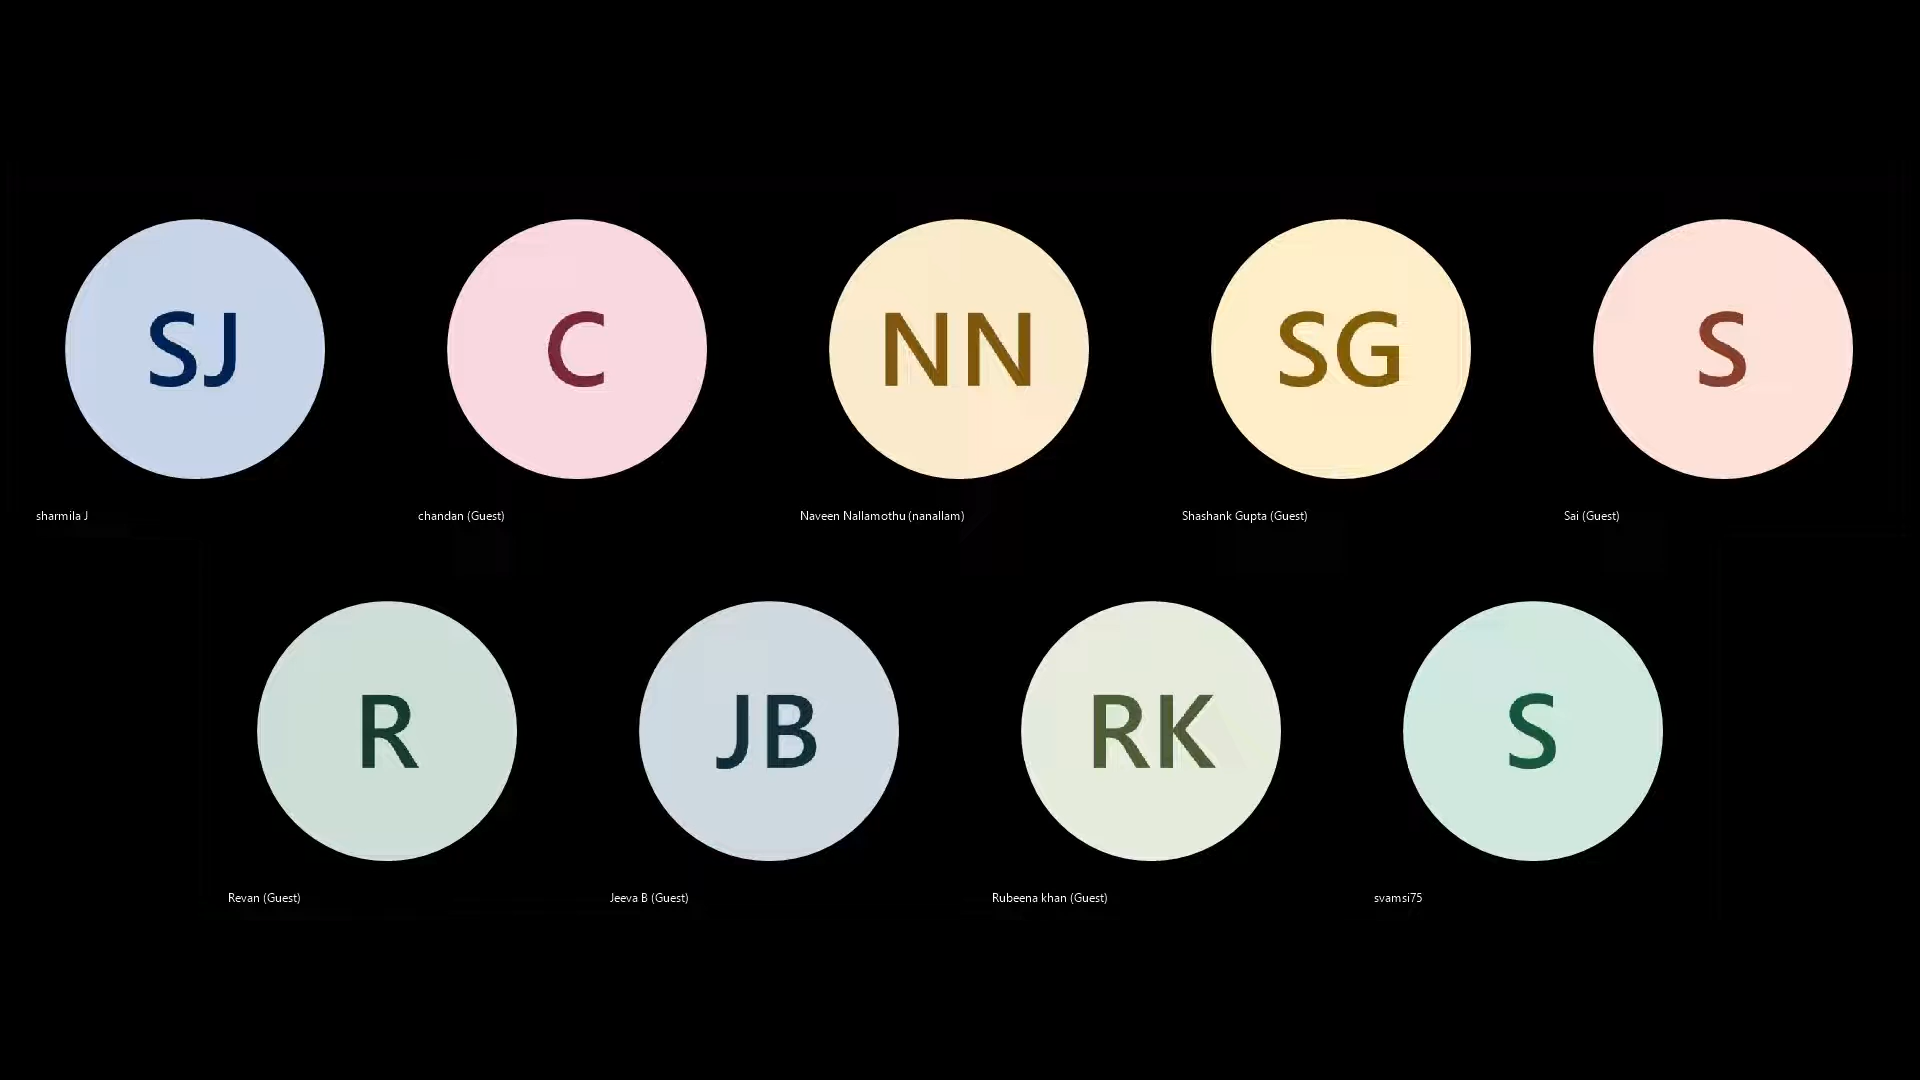 SJ
C
NN
SG
S
sharmila J
chandan (Guest)
Naveen Nallamothu (nanallam)
Shashank Gupta (Guest)
Sai (Guest)
R
JB
RK
S
Revan (Guest)
Jeeva B (Guest)
Rubeena khan (Guest)
svamsi75